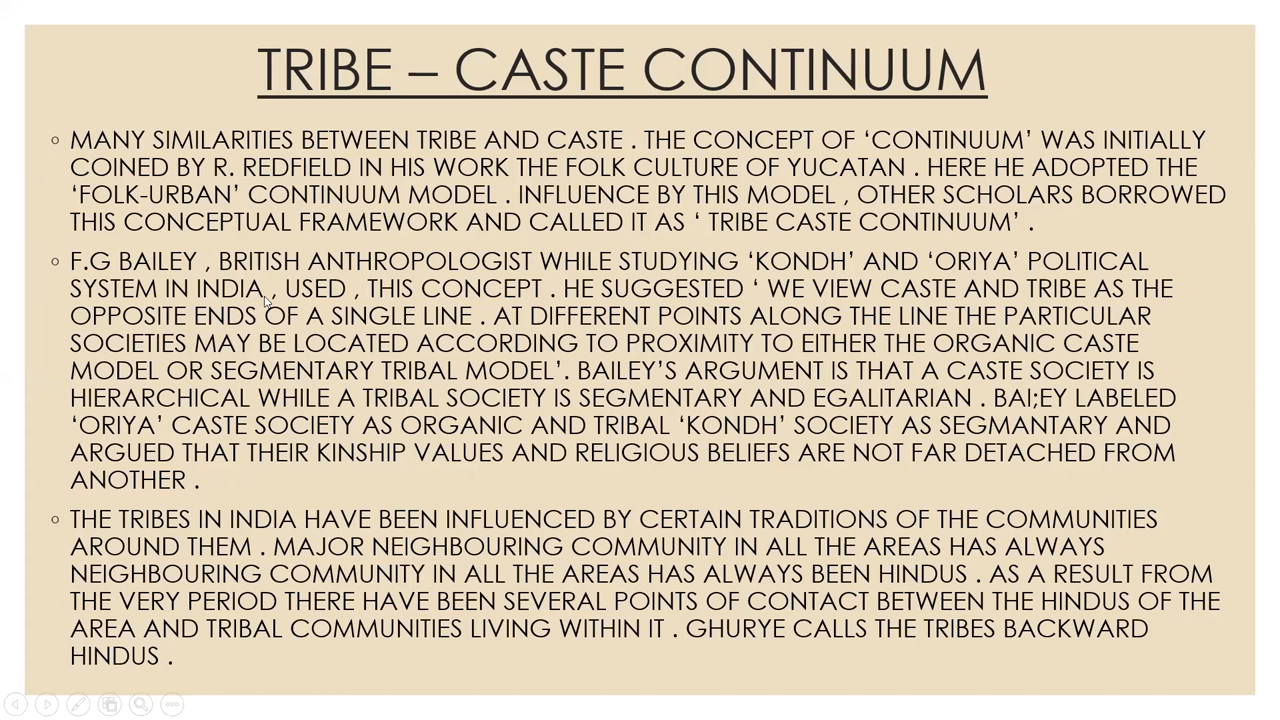 TRIBE – CASTE CONTINUUM
◦ MANY SIMILARITIES BETWEEN TRIBE AND CASTE . THE CONCEPT OF ‘CONTINUUM’ WAS INITIALLY
COINED BY R. REDFIELD IN HIS WORK THE FOLK CULTURE OF YUCATAN . HERE HE ADOPTED THE
‘FOLK-URBAN’ CONTINUUM MODEL . INFLUENCE BY THIS MODEL , OTHER SCHOLARS BORROWED
THIS CONCEPTUAL FRAMEWORK AND CALLED IT AS ‘ TRIBE CASTE CONTINUUM’ .
◦ F.G BAILEY , BRITISH ANTHROPOLOGIST WHILE STUDYING ‘KONDH’ AND ‘ORIYA’ POLITICAL
SYSTEM IN INDIA , USED , THIS CONCEPT . HE SUGGESTED ‘ WE VIEW CASTE AND TRIBE AS THE
OPPOSITE ENDS OF A SINGLE LINE . AT DIFFERENT POINTS ALONG THE LINE THE PARTICULAR
SOCIETIES MAY BE LOCATED ACCORDING TO PROXIMITY TO EITHER THE ORGANIC CASTE
MODEL OR SEGMENTARY TRIBAL MODEL’. BAILEY’S ARGUMENT IS THAT A CASTE SOCIETY IS
HIERARCHICAL WHILE A TRIBAL SOCIETY IS SEGMENTARY AND EGALITARIAN . BAI;EY LABELED
‘ORIYA’ CASTE SOCIETY AS ORGANIC AND TRIBAL ‘KONDH’ SOCIETY AS SEGMANTARY AND
ARGUED THAT THEIR KINSHIP VALUES AND RELIGIOUS BELIEFS ARE NOT FAR DETACHED FROM
ANOTHER .
◦ THE TRIBES IN INDIA HAVE BEEN INFLUENCED BY CERTAIN TRADITIONS OF THE COMMUNITIES
AROUND THEM . MAJOR NEIGHBOURING COMMUNITY IN ALL THE AREAS HAS ALWAYS
NEIGHBOURING COMMUNITY IN ALL THE AREAS HAS ALWAYS BEEN HINDUS . AS A RESULT FROM
THE VERY PERIOD THERE HAVE BEEN SEVERAL POINTS OF CONTACT BETWEEN THE HINDUS OF THE
AREA AND TRIBAL COMMUNITIES LIVING WITHIN IT . GHURYE CALLS THE TRIBES BACKWARD
HINDUS .